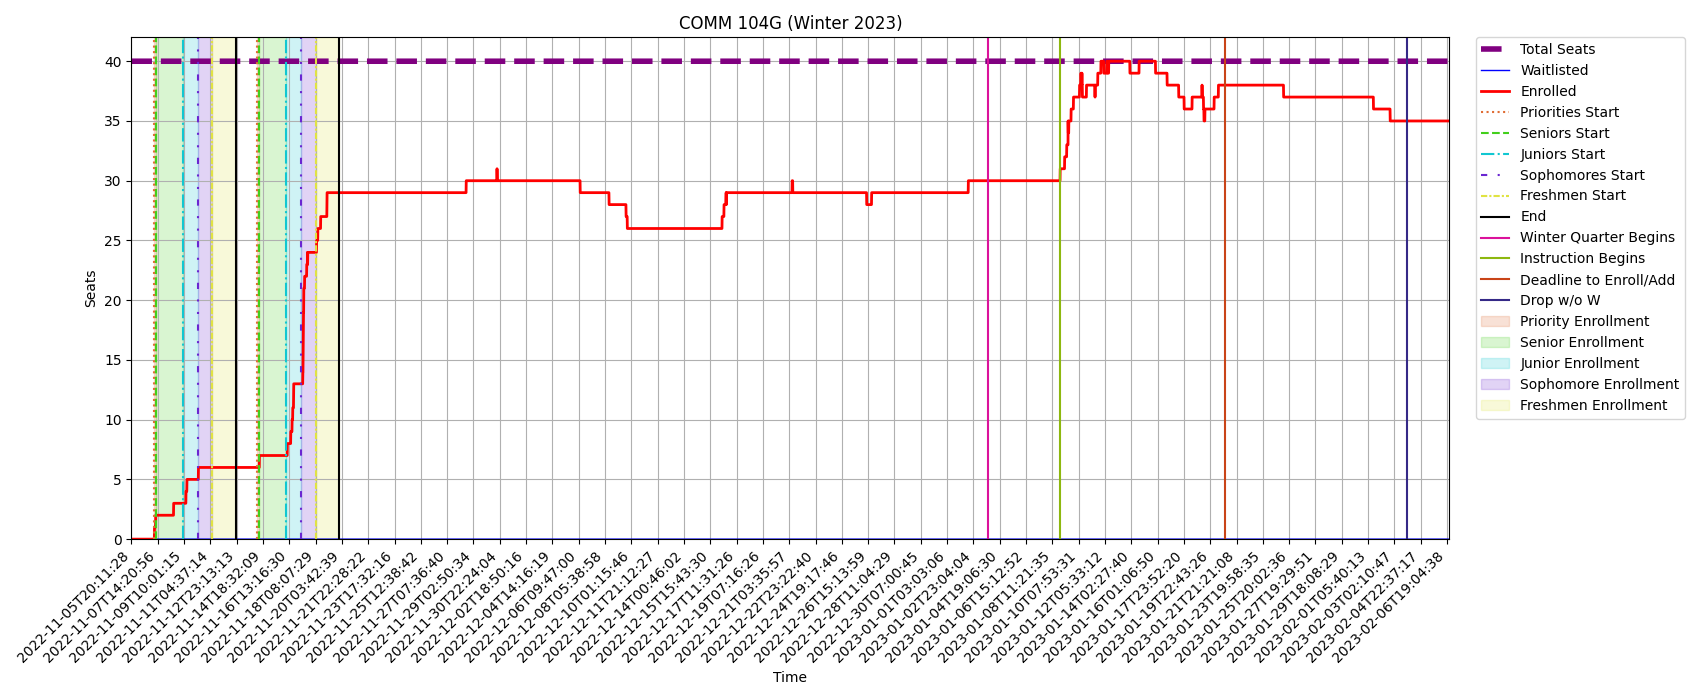 COMM 104G (Winter 2023)
Total Seats
Waitlisted
Enrolled
Priorities Start
Seniors Start
Juniors Start
Sophomores Start
Freshmen Start
End
Winter Quarter Begins
Instruction Begins
Deadline to Enroll/Add
Drop w/o W
Priority Enrollment
Senior Enrollment
Junior Enrollment
Sophomore Enrollment
Freshmen Enrollment
Seats
40
35
30
25
20
15
10
5
0
2022-11-05T20:11:28
2022-11-07T14:20:56
2022-11-09T10:01:15
2022-11-11T04:37:14
2022-11-12T23:13:13
2022-11-14T18:32:09
2022-11-16T13:16:30
2022-11-18T08:07:29
2022-11-20T03:42:39
2022-11-21T22:28:22
2022-11-23T17:32:16
2022-11-25T12:38:42
2022-11-27T07:36:40
2022-11-29T02:50:34
2022-11-30T22:24:04
2022-12-02T18:50:16
2022-12-04T14:16:19
2022-12-06T09:47:00
2022-12-08T05:38:58
2022-12-10T01:15:46
2022-12-11T21:12:27
2022-12-14T00:46:02
2022-12-15T15:43:30
2022-12-17T11:31:26
2022-12-19T07:16:26
2022-12-21T03:35:57
2022-12-22T23:22:40
2022-12-24T19:17:46
2022-12-26T15:13:59
2022-12-28T11:04:29
2022-12-30T07:00:45
2023-01-01T03:03:06
2023-01-02T23:04:04
2023-01-04T19:06:30
2023-01-06T15:12:52
2023-01-08T11:21:35
2023-01-10T07:53:31
2023-01-12T05:33:12
2023-01-14T02:27:40
2023-01-16T01:06:50
2023-01-17T23:52:20
2023-01-19T22:43:26
2023-01-21T21:21:08
2023-01-23T19:58:35
2023-01-25T20:02:36
2023-01-27T19:29:51
2023-01-29T18:08:29
2023-02-01T05:40:13
2023-02-03T02:10:47
2023-02-04T22:37:17
2023-02-06T19:04:38
Time